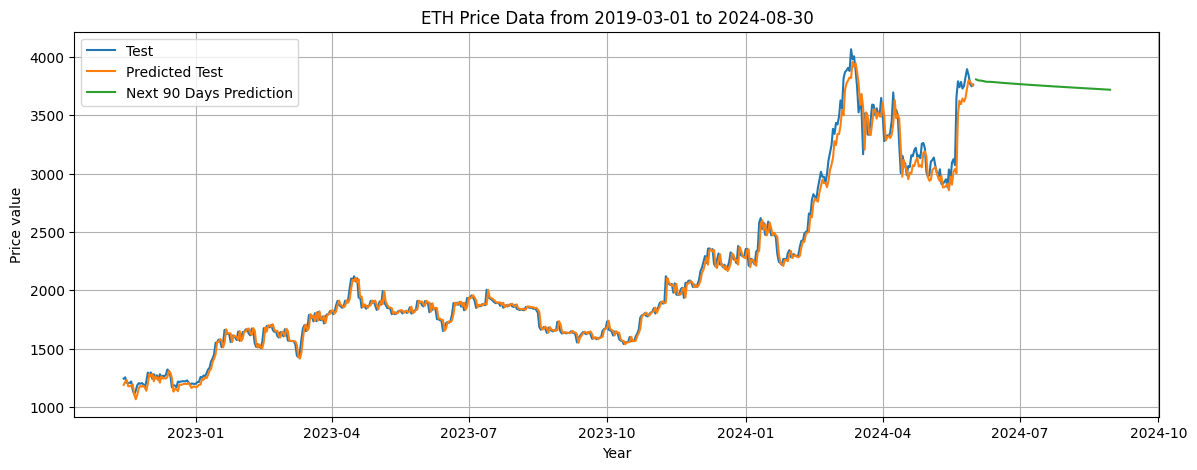 ETH Price Data from 2019-03-01 to 2024-08-30
Test
Predicted Test
Next 90 Days Prediction
Price value
4000
3500
3000
2500
2000
1500
1000
2023-01
2023-04
2023-07
2023-10
2024-01
2024-04
2024-07
2024-10
Year